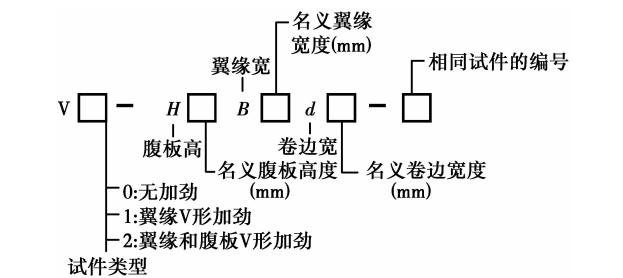 名义翼缘
宽度(mm)
翼缘宽
相同试件的编号
V□－H□B□d□－□
腹板高
卷边宽
名义腹板高度
(mm)
名义卷边宽度
(mm)
0:无加劲
1:翼缘V形加劲
2:翼缘和腹板V形加劲
试件类型